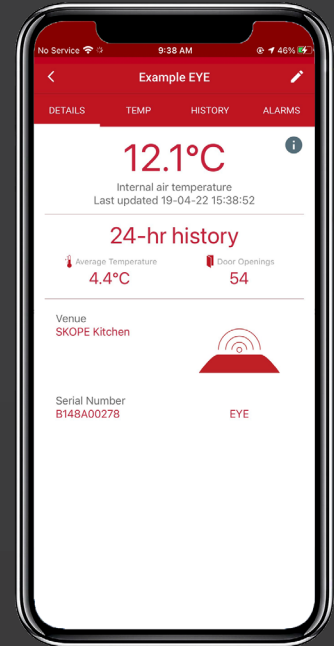 No Service 9:38 AM 46%
Example EYE
DETAILS TEMP HISTORY ALARMS
12.1°C
i
Internal air temperature
Last updated 19-04-22 15:38:52
24-hr history
Average Temperature Door Openings
4.4°C 54
Venue
SKOPE Kitchen
Serial Number
B148A00278 EYE